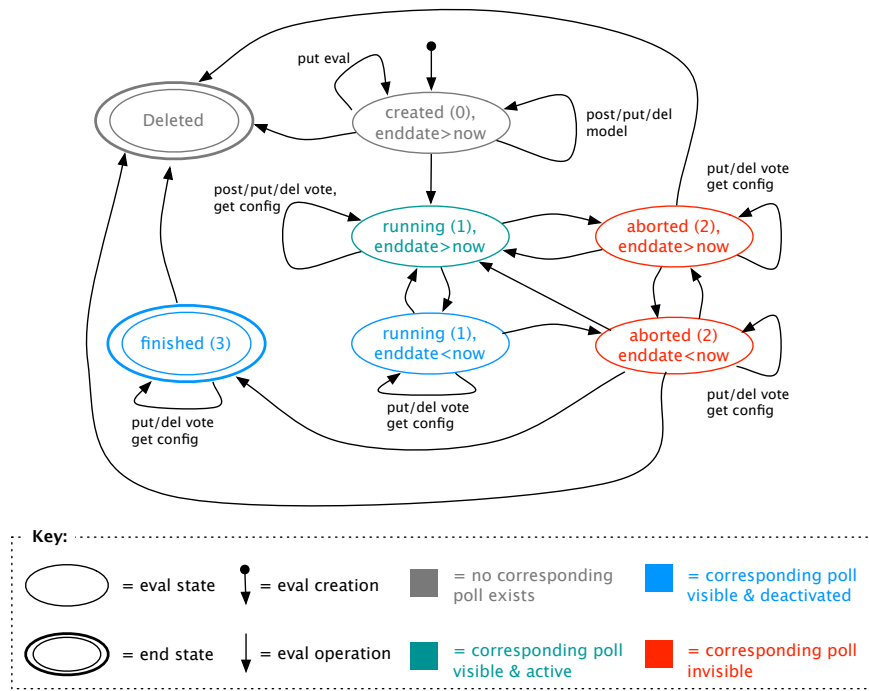 put eval
Deleted
created (0),
enddate>now
post/put/del
model
post/put/del vote,
get config
running (1),
enddate>now
aborted (2),
enddate>now
put/del vote
get config
finished (3)
running (1),
enddate<now
aborted (2)
enddate<now
put/del vote
get config
put/del vote
get config
put/del vote
get config
Key:
= eval state
= eval creation
= no corresponding
poll exists
= corresponding poll
visible & deactivated
= end state
= eval operation
= corresponding poll
visible & active
= corresponding poll
invisible